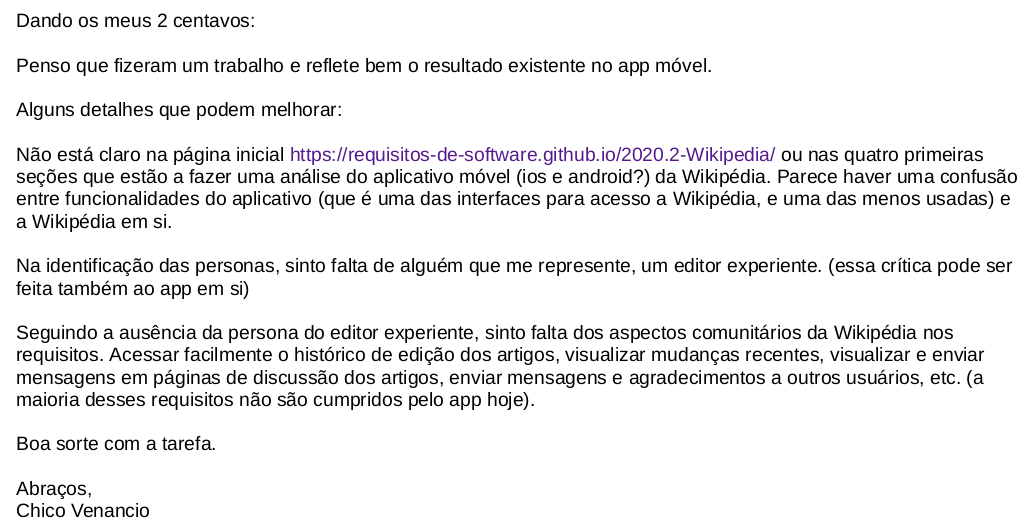 Dando os meus 2 centavos:
Penso que fizeram um trabalho e reflete bem o resultado existente no app móvel.
Alguns detalhes que podem melhorar:
Não está claro na página inicial https://requisitos-de-software.github.io/2020.2-Wikipedia/ ou nas quatro primeiras
seções que estão a fazer uma análise do aplicativo móvel (ios e android?) da Wikipédia. Parece haver uma confusão
entre funcionalidades do aplicativo (que é uma das interfaces para acesso a Wikipédia, e uma das menos usadas) e
a Wikipédia em si.
Na identificação das personas, sinto falta de alguém que me represente, um editor experiente. (essa crítica pode ser
feita também ao app em si)
Seguindo a ausência da persona do editor experiente, sinto falta dos aspectos comunitários da Wikipédia nos
requisitos. Acessar facilmente o histórico de edição dos artigos, visualizar mudanças recentes, visualizar e enviar
mensagens em páginas de discussão dos artigos, enviar mensagens e agradecimentos a outros usuários, etc. (a
maioria desses requisitos não são cumpridos pelo app hoje).
Boa sorte com a tarefa.
Abraços,
Chico Venancio